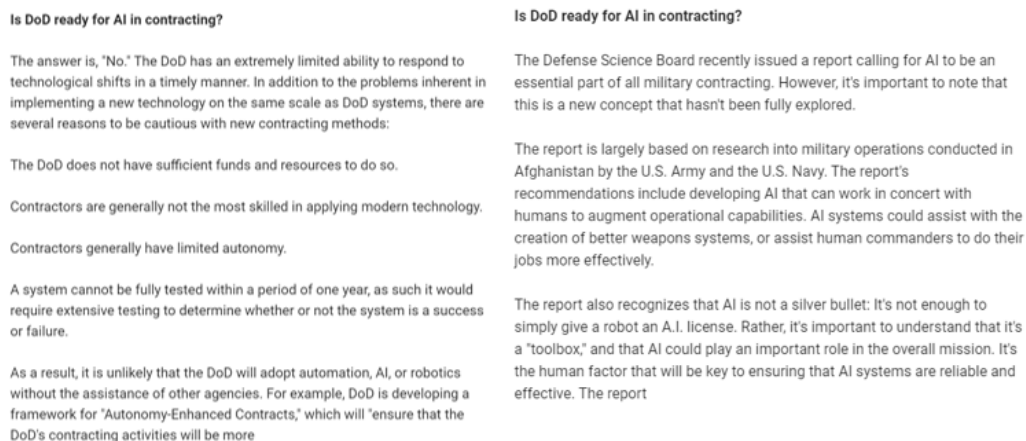 Is DoD ready for AI in contracting?
The answer is, "No." The DoD has an extremely limited ability to respond to
technological shifts in a timely manner. In addition to the problems inherent in
implementing a new technology on the same scale as DoD systems, there are
several reasons to be cautious with new contracting methods:
The DoD does not have sufficient funds and resources to do so.
Contractors are generally not the most skilled in applying modern technology.
Contractors generally have limited autonomy.
A system cannot be fully tested within a period of one year, as such it would
require extensive testing to determine whether or not the system is a success
or failure.
As a result, it is unlikely that the DoD will adopt automation, AI, or robotics
without the assistance of other agencies. For example, DoD is developing a
framework for "Autonomy-Enhanced Contracts," which will "ensure that the
DoD's contracting activities will be more
Is DoD ready for AI in contracting?
The Defense Science Board recently issued a report calling for AI to be an
essential part of all military contracting. However, it's important to note that
this is a new concept that hasn't been fully explored.
The report is largely based on research into military operations conducted in
Afghanistan by the U.S. Army and the U.S. Navy. The report's
recommendations include developing AI that can work in concert with
humans to augment operational capabilities. AI systems could assist with the
creation of better weapons systems, or assist human commanders to do their
jobs more effectively.
The report also recognizes that AI is not a silver bullet: It's not enough to
simply give a robot an A.I. license. Rather, it's important to understand that it's
a "toolbox," and that AI could play an important role in the overall mission. It's
the human factor that will be key to ensuring that AI systems are reliable and
effective. The report